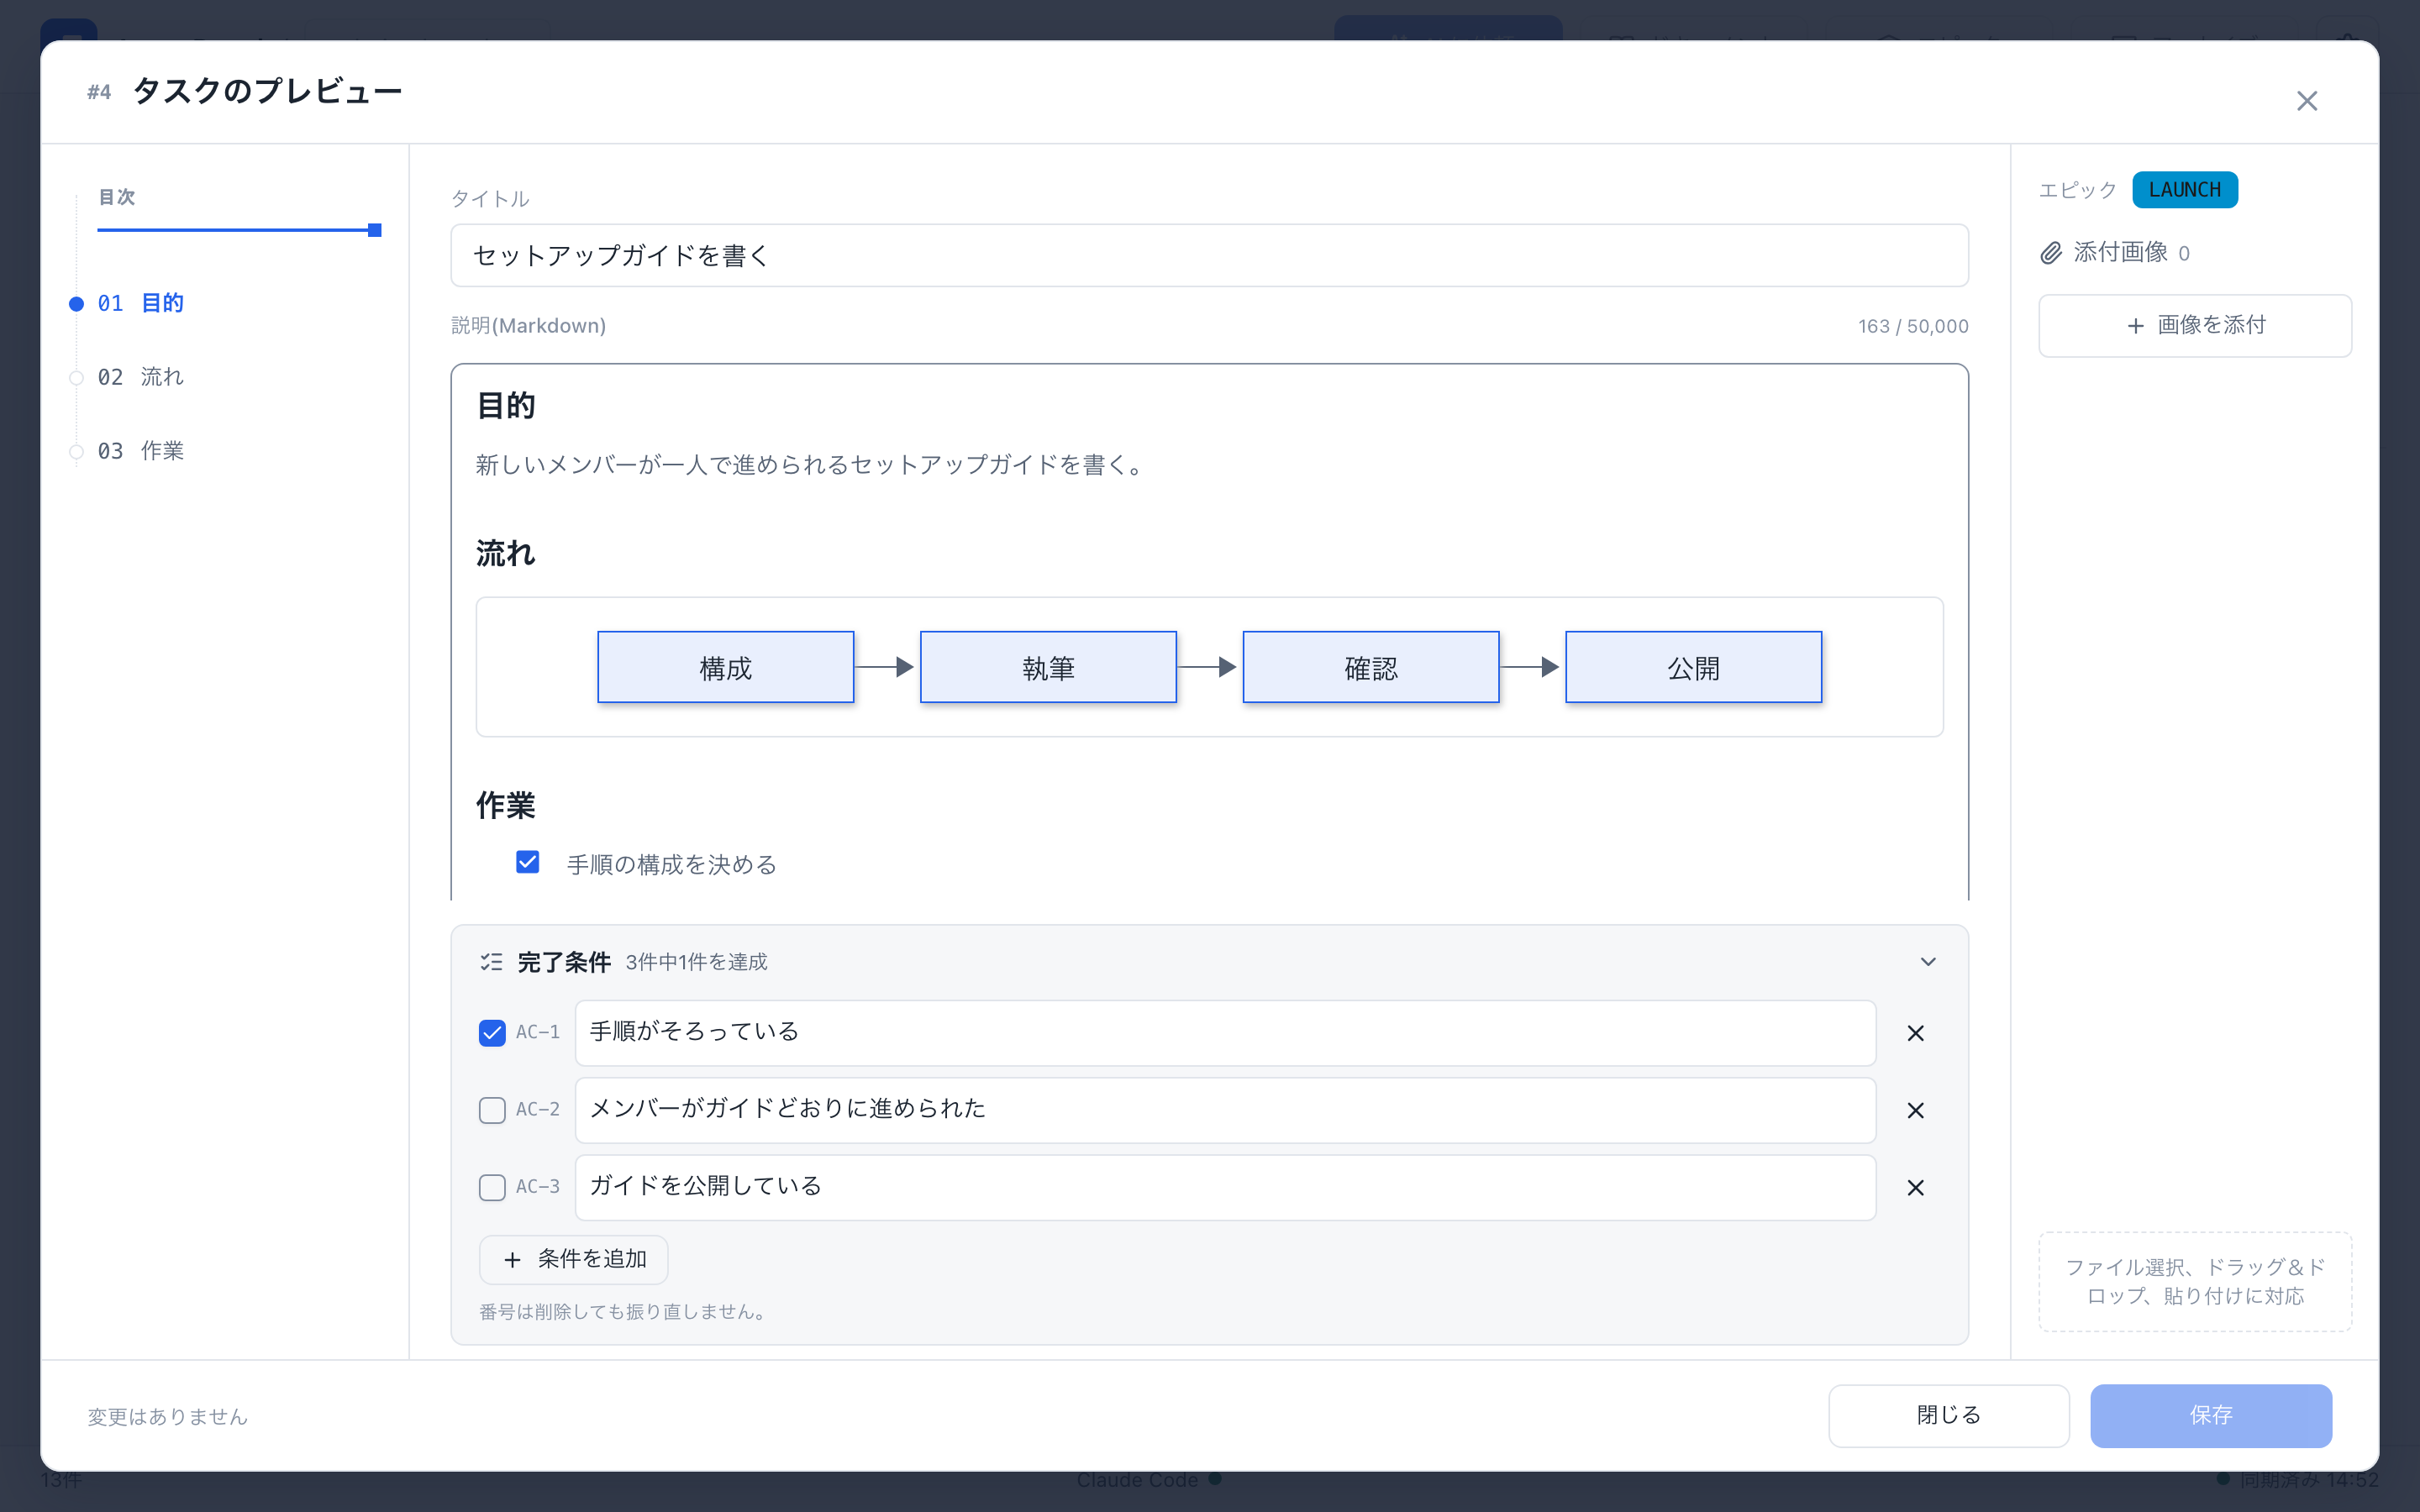 #4 タスクのプレビュー
目次
01 目的
02 流れ
03 作業
タイトル
セットアップガイドを書く
説明(Markdown)
163 / 50,000
目的
新しいメンバーが一人で進められるセットアップガイドを書く。
流れ
構成
執筆
確認
公開
作業
手順の構成を決める
完了条件 3件中1件を達成
AC-1 手順がそろっている
AC-2 メンバーがガイドどおりに進められた
AC-3 ガイドを公開している
+ 条件を追加
番号は削除しても振り直しません。
エピック LAUNCH
添付画像 0
+ 画像を添付
ファイル選択、ドラッグ&ド
ロップ、貼り付けに対応
変更はありません
閉じる
保存
13件
Claude Code
同期済み 14:52